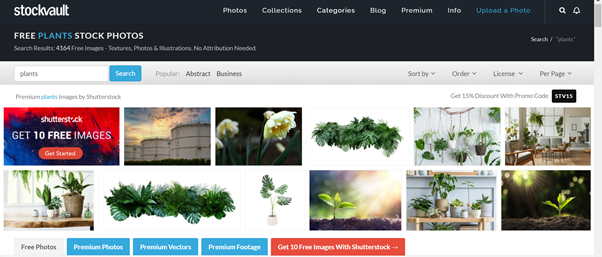 stockvault
Photos Collections Categories Blog Premium Info Upload a Photo
FREE PLANTS STOCK PHOTOS
Search Results: 4164 Free Images - Textures, Photos & Illustrations. No Attribution Needed.
Search / "plants"
plants Search Popular: Abstract Business Sort by Order License Per Page
Premium plants Images by Shutterstock
Get 15% Discount With Promo Code STV15
shutterstock
GET 10 FREE IMAGES
Get Started
Free Photos Premium Photos Premium Vectors Premium Footage Get 10 Free Images With Shutterstock →